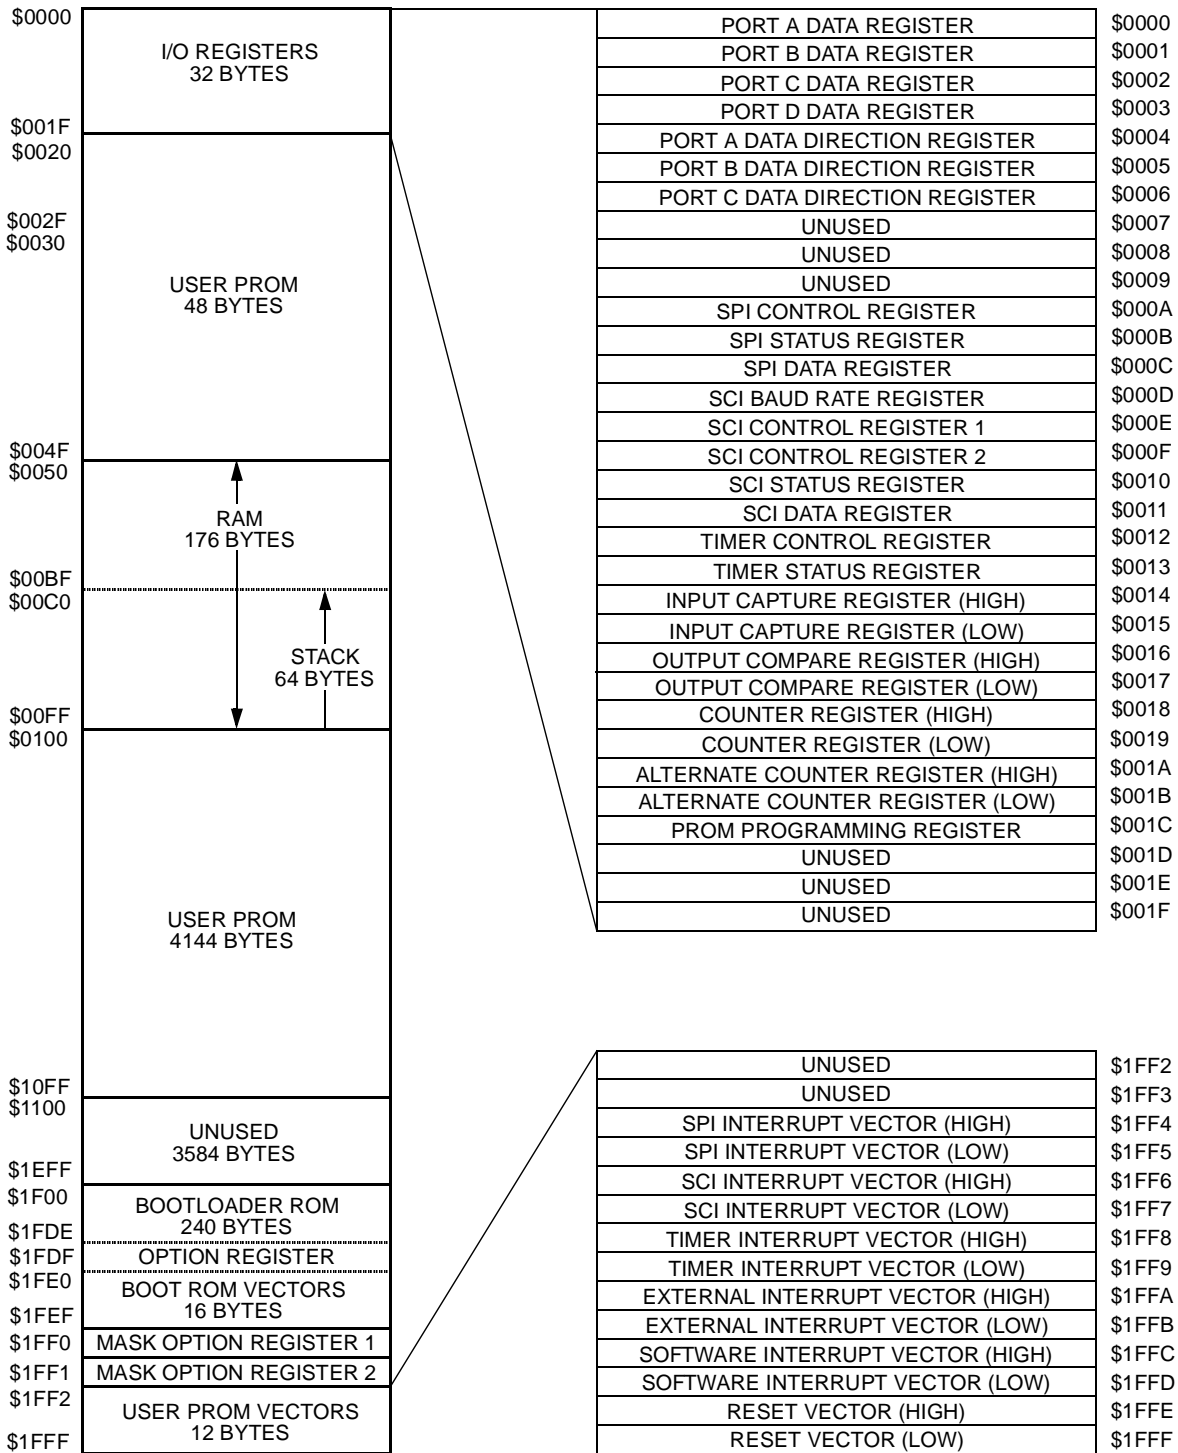 $0000
I/O REGISTERS
32 BYTES
$001F
$0020
$002F
$0030
USER PROM
48 BYTES
$004F
$0050
RAM
176 BYTES
$00BF
$00C0
STACK
64 BYTES
$00FF
$0100
USER PROM
4144 BYTES
$10FF
$1100
UNUSED
3584 BYTES
$1EFF
$1F00
BOOTLOADER ROM
240 BYTES
$1FDE
$1FDF
OPTION REGISTER
$1FE0
BOOT ROM VECTORS
16 BYTES
$1FEF
$1FF0
MASK OPTION REGISTER 1
$1FF1
MASK OPTION REGISTER 2
$1FF2
USER PROM VECTORS
12 BYTES
$1FFF
PORT A DATA REGISTER $0000
PORT B DATA REGISTER $0001
PORT C DATA REGISTER $0002
PORT D DATA REGISTER $0003
PORT A DATA DIRECTION REGISTER $0004
PORT B DATA DIRECTION REGISTER $0005
PORT C DATA DIRECTION REGISTER $0006
UNUSED $0007
UNUSED $0008
UNUSED $0009
SPI CONTROL REGISTER $000A
SPI STATUS REGISTER $000B
SPI DATA REGISTER $000C
SCI BAUD RATE REGISTER $000D
SCI CONTROL REGISTER 1 $000E
SCI CONTROL REGISTER 2 $000F
SCI STATUS REGISTER $0010
SCI DATA REGISTER $0011
TIMER CONTROL REGISTER $0012
TIMER STATUS REGISTER $0013
INPUT CAPTURE REGISTER (HIGH) $0014
INPUT CAPTURE REGISTER (LOW) $0015
OUTPUT COMPARE REGISTER (HIGH) $0016
OUTPUT COMPARE REGISTER (LOW) $0017
COUNTER REGISTER (HIGH) $0018
COUNTER REGISTER (LOW) $0019
ALTERNATE COUNTER REGISTER (HIGH) $001A
ALTERNATE COUNTER REGISTER (LOW) $001B
PROM PROGRAMMING REGISTER $001C
UNUSED $001D
UNUSED $001E
UNUSED $001F
UNUSED $1FF2
UNUSED $1FF3
SPI INTERRUPT VECTOR (HIGH) $1FF4
SPI INTERRUPT VECTOR (LOW) $1FF5
SCI INTERRUPT VECTOR (HIGH) $1FF6
SCI INTERRUPT VECTOR (LOW) $1FF7
TIMER INTERRUPT VECTOR (HIGH) $1FF8
TIMER INTERRUPT VECTOR (LOW) $1FF9
EXTERNAL INTERRUPT VECTOR (HIGH) $1FFA
EXTERNAL INTERRUPT VECTOR (LOW) $1FFB
SOFTWARE INTERRUPT VECTOR (HIGH) $1FFC
SOFTWARE INTERRUPT VECTOR (LOW) $1FFD
RESET VECTOR (HIGH) $1FFE
RESET VECTOR (LOW) $1FFF